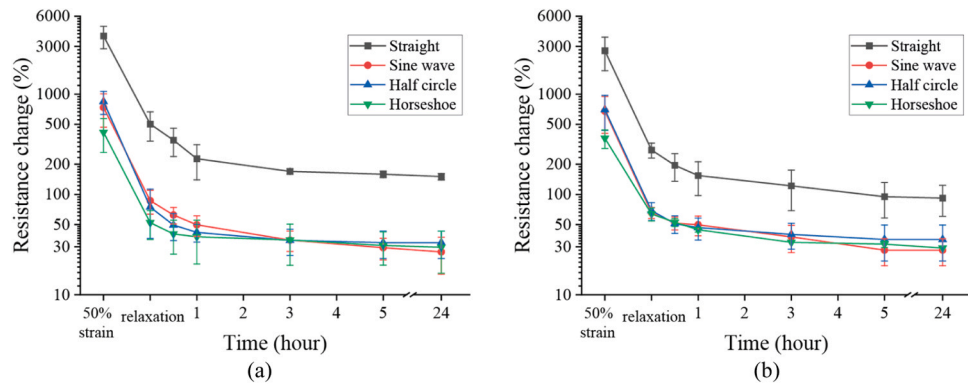 6000
3000
1000
500
200
100
50
30
10
Resistance change (%)
Straight
Sine wave
Half circle
Horseshoe
50% strain
relaxation
1
2
3
4
5
24
Time (hour)
(a)
6000
3000
1000
500
200
100
50
30
10
Resistance change (%)
Straight
Sine wave
Half circle
Horseshoe
50% strain
relaxation
1
2
3
4
5
24
Time (hour)
(b)